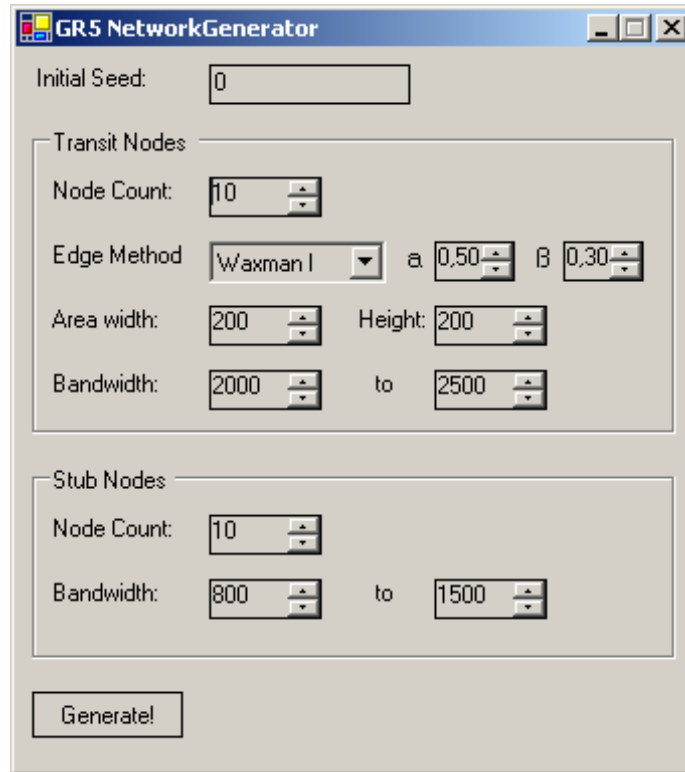 GR5 NetworkGenerator
Initial Seed: 0
Transit Nodes
Node Count: 10
Edge Method Waxman I a 0,50 β 0,30
Area width: 200 Height: 200
Bandwidth: 2000 to 2500
Stub Nodes
Node Count: 10
Bandwidth: 800 to 1500
Generate!